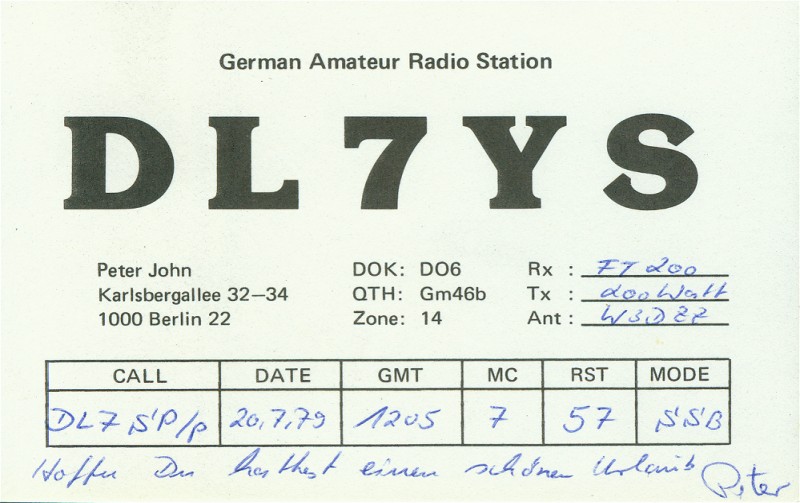 German Amateur Radio Station
DL7YS
Peter John DOK: DO6 Rx : FT 200
Karlsbergallee 32–34 QTH: Gm46b Tx : 200 Watt
1000 Berlin 22 Zone: 14 Ant : W3DZZ
CALL DATE GMT MC RST MODE
DL7SP/p 20.7.79 1205 7 57 SSB
Hoffe Du hattest einen schönen Urlaub Peter